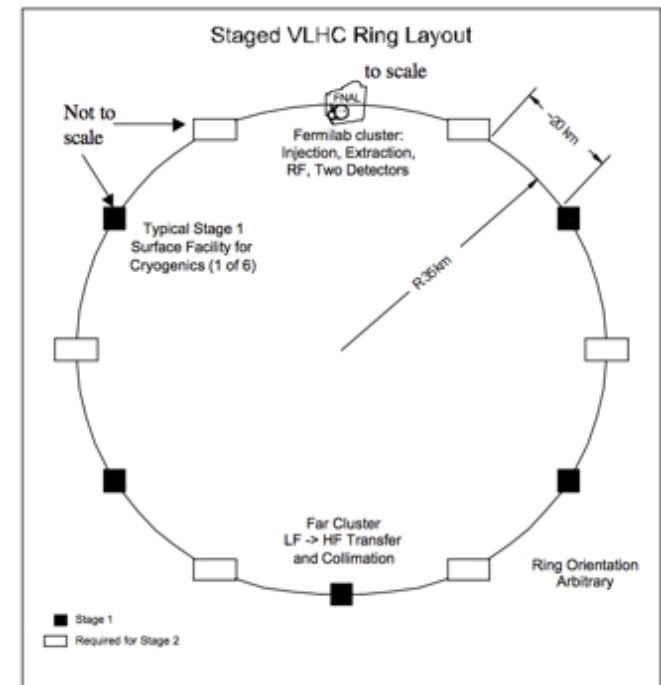 Staged VLHC Ring Layout
to scale
FNAL
Not to
scale
Fermilab cluster:
Injection, Extraction,
RF, Two Detectors
~20 km
Typical Stage 1
Surface Facility for
Cryogenics (1 of 6)
R35km
Far Cluster
LF -> HF Transfer
and Collimation
Ring Orientation
Arbitrary
Stage 1
Required for Stage 2